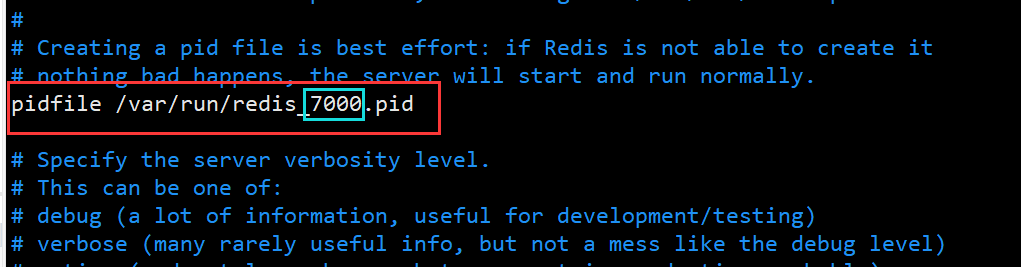 #
# Creating a pid file is best effort: if Redis is not able to create it
# nothing bad happens, the server will start and run normally.
pidfile /var/run/redis_7000.pid
# Specify the server verbosity level.
# This can be one of:
# debug (a lot of information, useful for development/testing)
# verbose (many rarely useful info, but not a mess like the debug level)